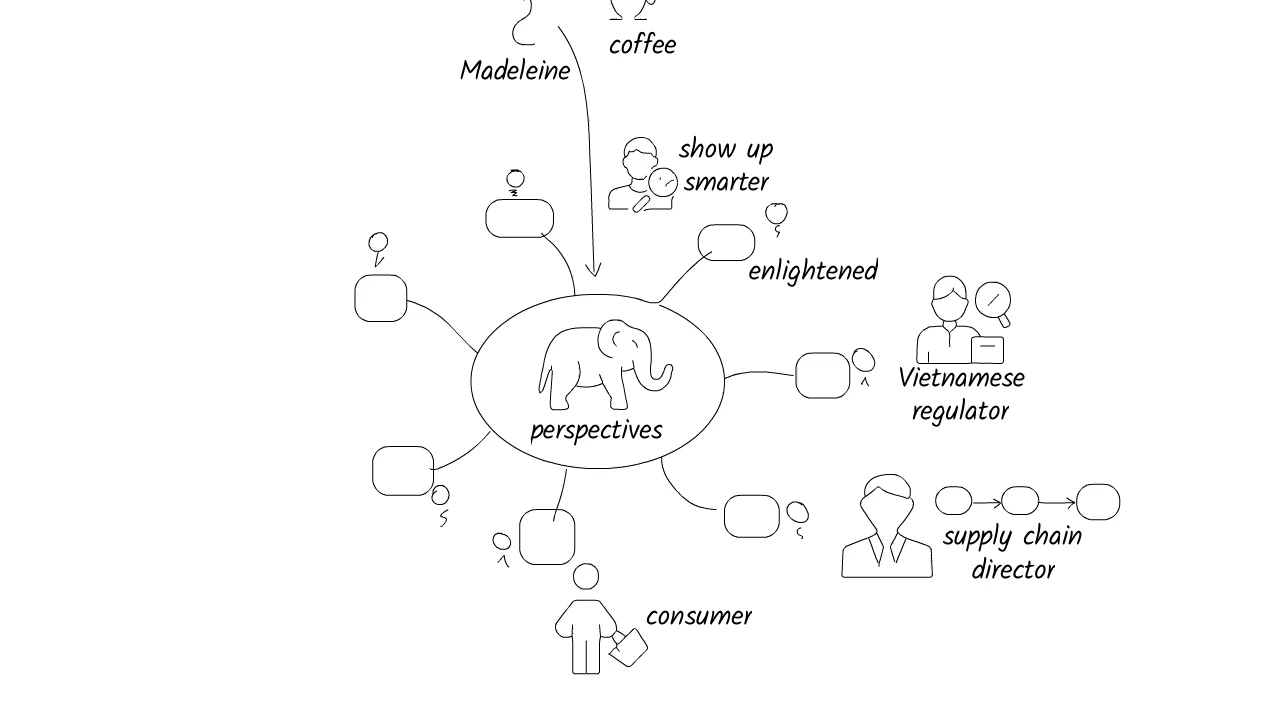 coffee
Madeleine
show up
smarter
enlightened
Vietnamese
regulator
perspectives
supply chain
director
consumer